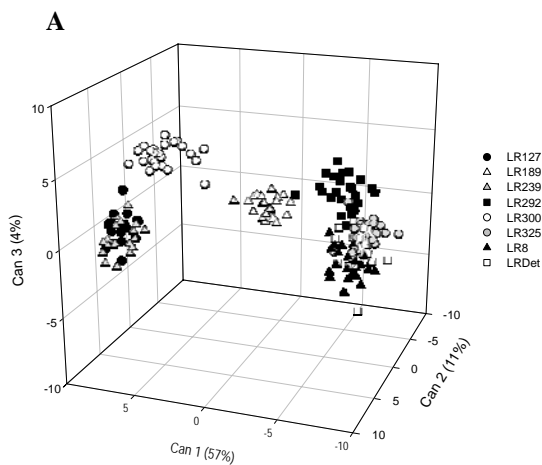 A
10
5
0
-5
-10
Can 3 (4%)
5
0
-5
-10
Can 1 (57%)
-10
-5
0
5
10
Can 2 (11%)
LR127
LR189
LR239
LR292
LR300
LR325
LR8
LRDet